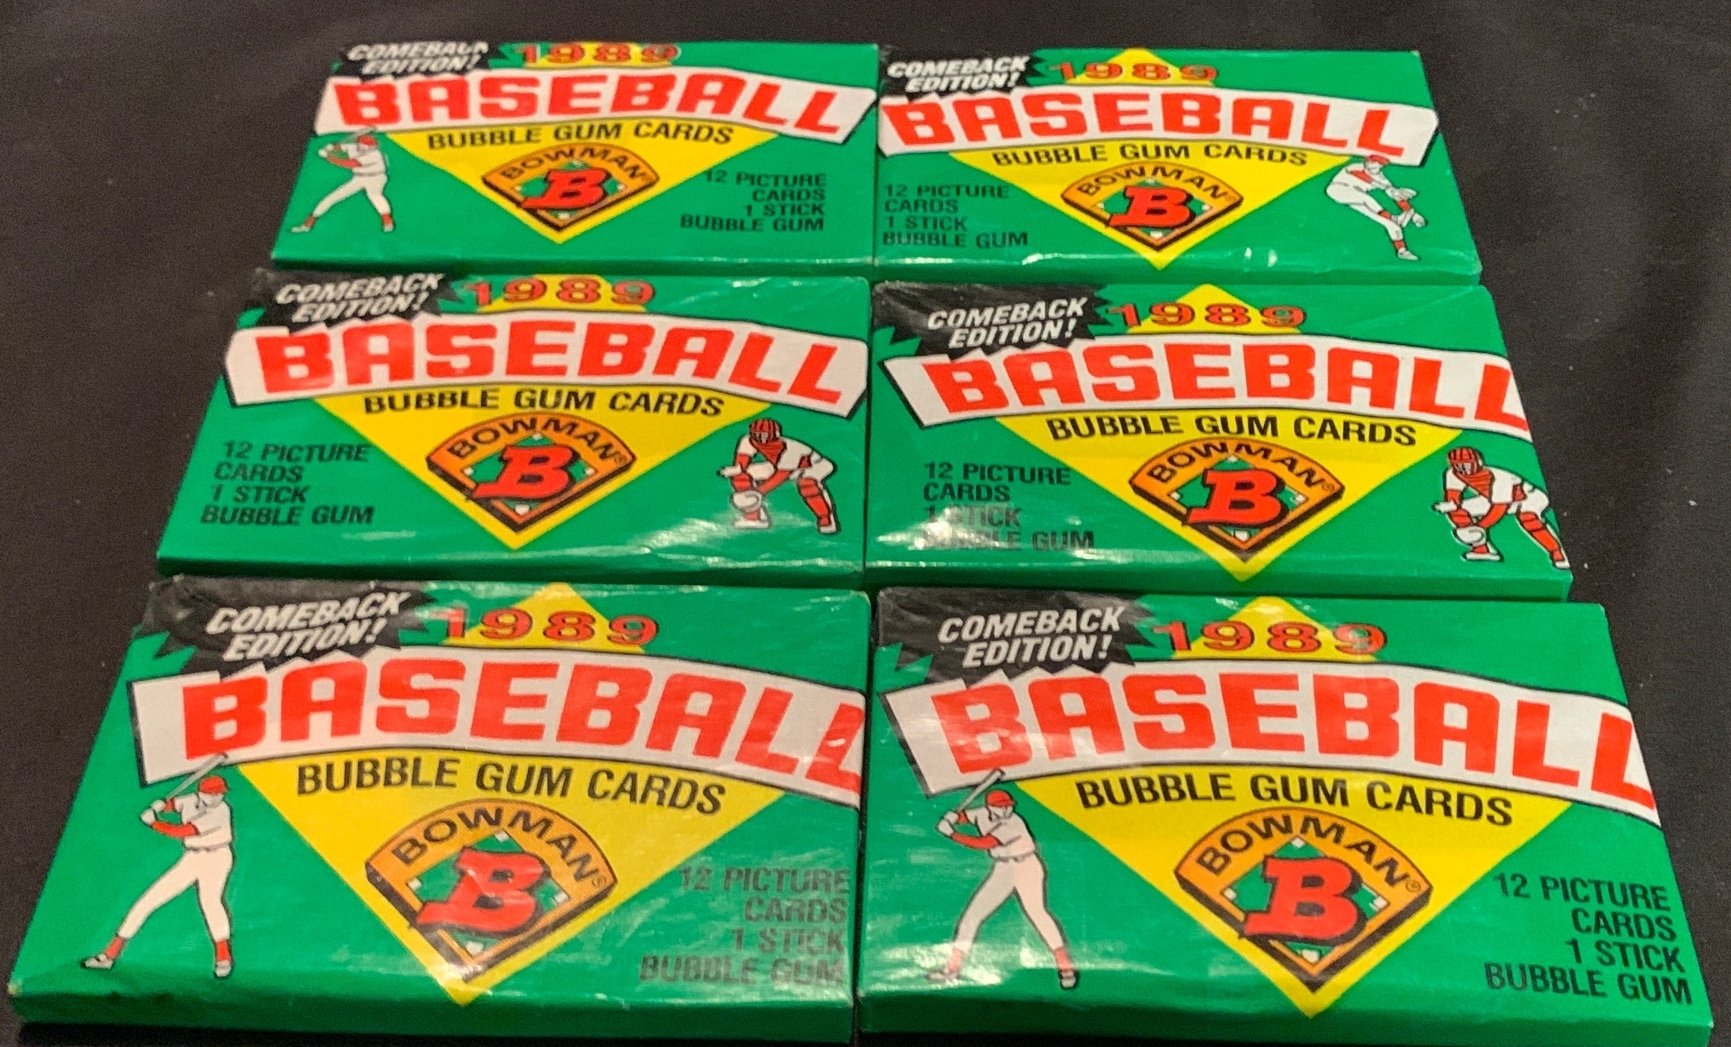 COMEBACK
EDITION!
1989
BASEBALL
BUBBLE GUM CARDS
BOWMAN
B
12 PICTURE
CARDS
1 STICK
BUBBLE GUM
COMEBACK
EDITION!
1989
BASEBALL
BUBBLE GUM CARDS
BOWMAN®
B
12 PICTURE
CARDS
1 STICK
BUBBLE GUM
COMEBACK
EDITION!
1989
BASEBALL
BUBBLE GUM CARDS
BOWMAN®
B
12 PICTURE
CARDS
1 STICK
BUBBLE GUM
COMEBACK
EDITION!
1989
BASEBALL
BUBBLE GUM CARDS
BOWMAN®
B
12 PICTURE
CARDS
1 STICK
BUBBLE GUM
COMEBACK
EDITION!
1989
BASEBALL
BUBBLE GUM CARDS
BOWMAN®
B
12 PICTURE
CARDS
1 STICK
BUBBLE GUM
COMEBACK
EDITION!
1989
BASEBALL
BUBBLE GUM CARDS
BOWMAN®
B
12 PICTURE
CARDS
1 STICK
BUBBLE GUM